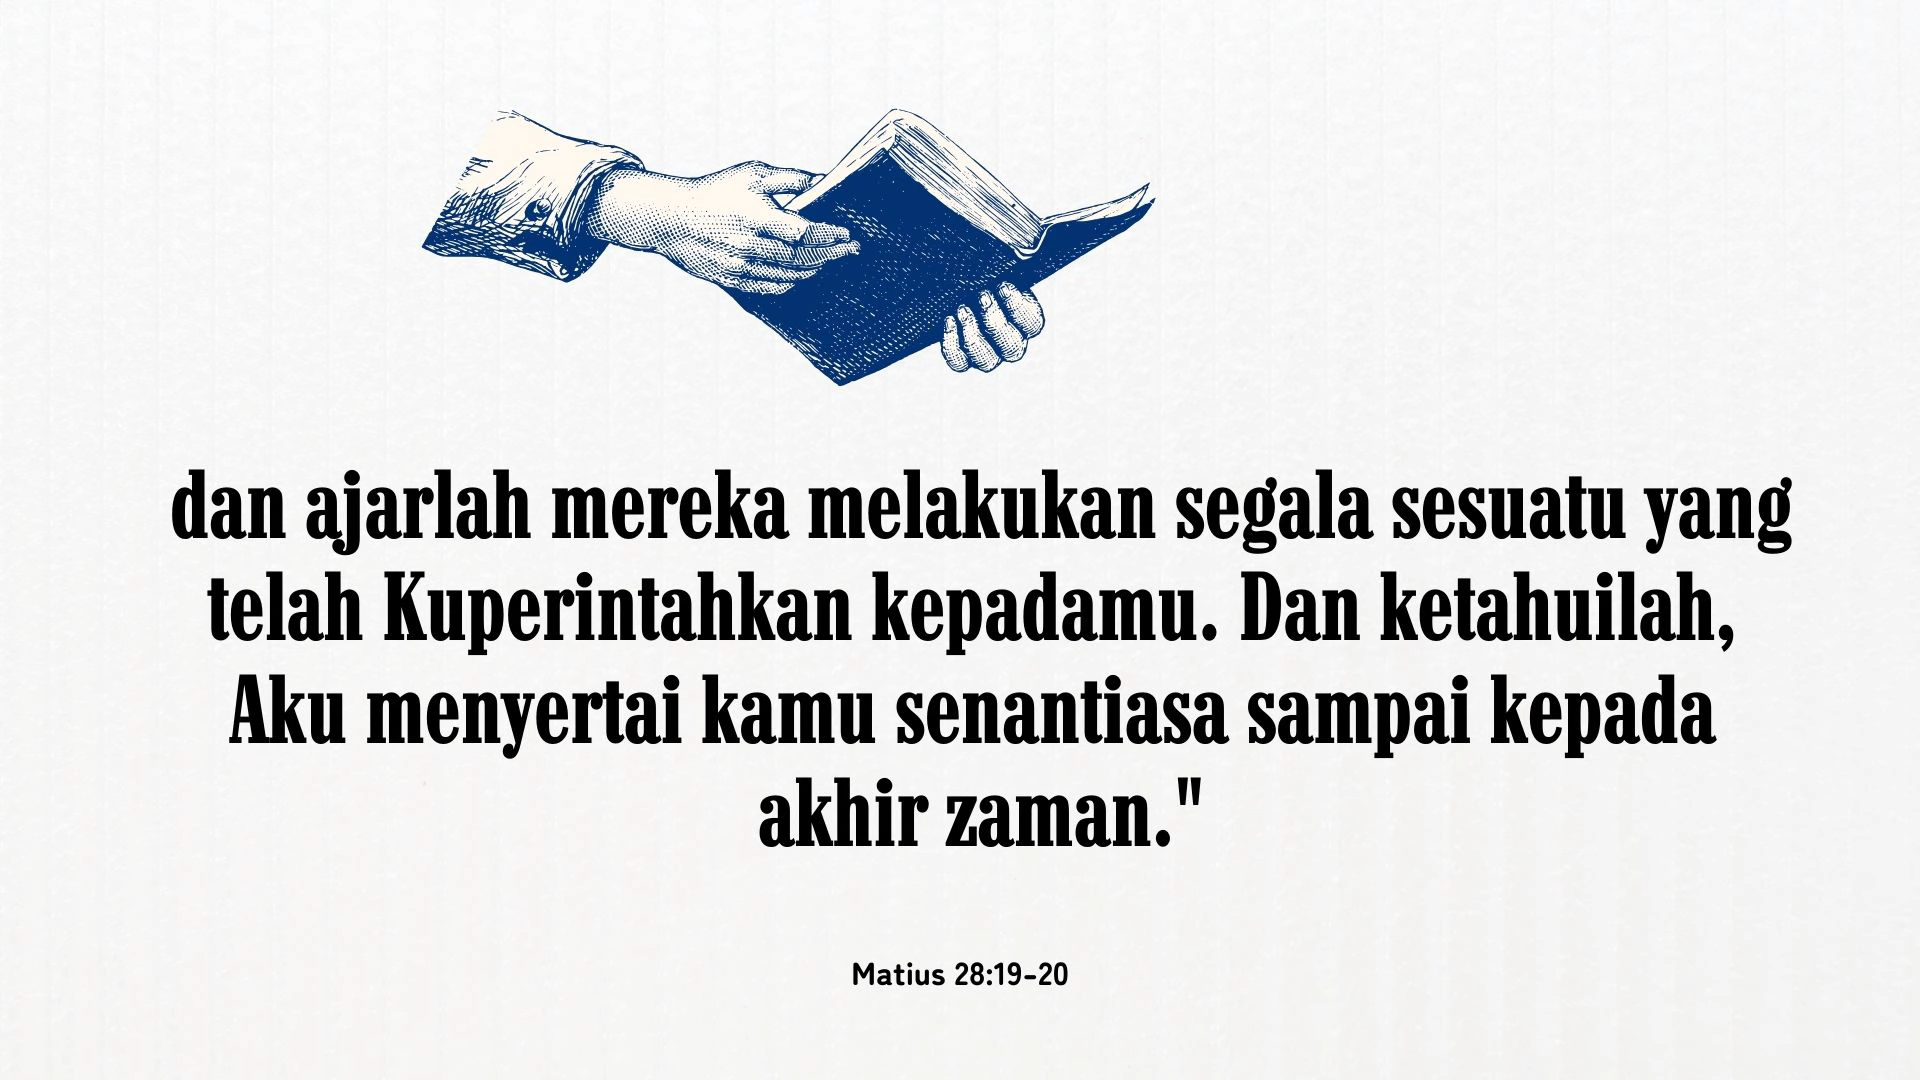 dan ajarlah mereka melakukan segala sesuatu yang
telah Kuperintahkan kepadamu. Dan ketahuilah,
Aku menyertai kamu senantiasa sampai kepada
akhir zaman."
Matius 28:19-20